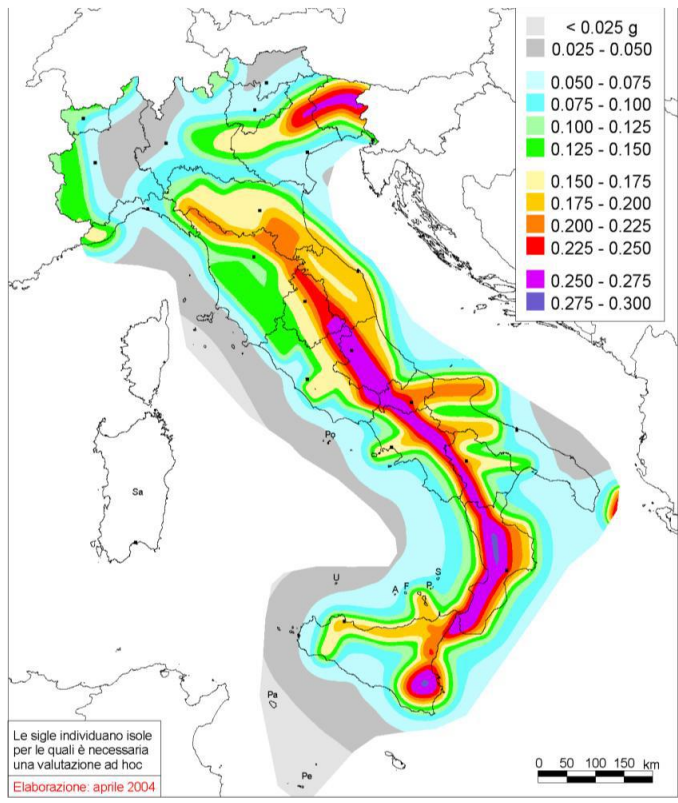 < 0.025 g
0.025 - 0.050
0.050 - 0.075
0.075 - 0.100
0.100 - 0.125
0.125 - 0.150
0.150 - 0.175
0.175 - 0.200
0.200 - 0.225
0.225 - 0.250
0.250 - 0.275
0.275 - 0.300
Po
Sa
U
A
F
P
S
Pa
Pe
Le sigle individuano isole
per le quali è necessaria
una valutazione ad hoc
Elaborazione: aprile 2004
0 50 100 150 km